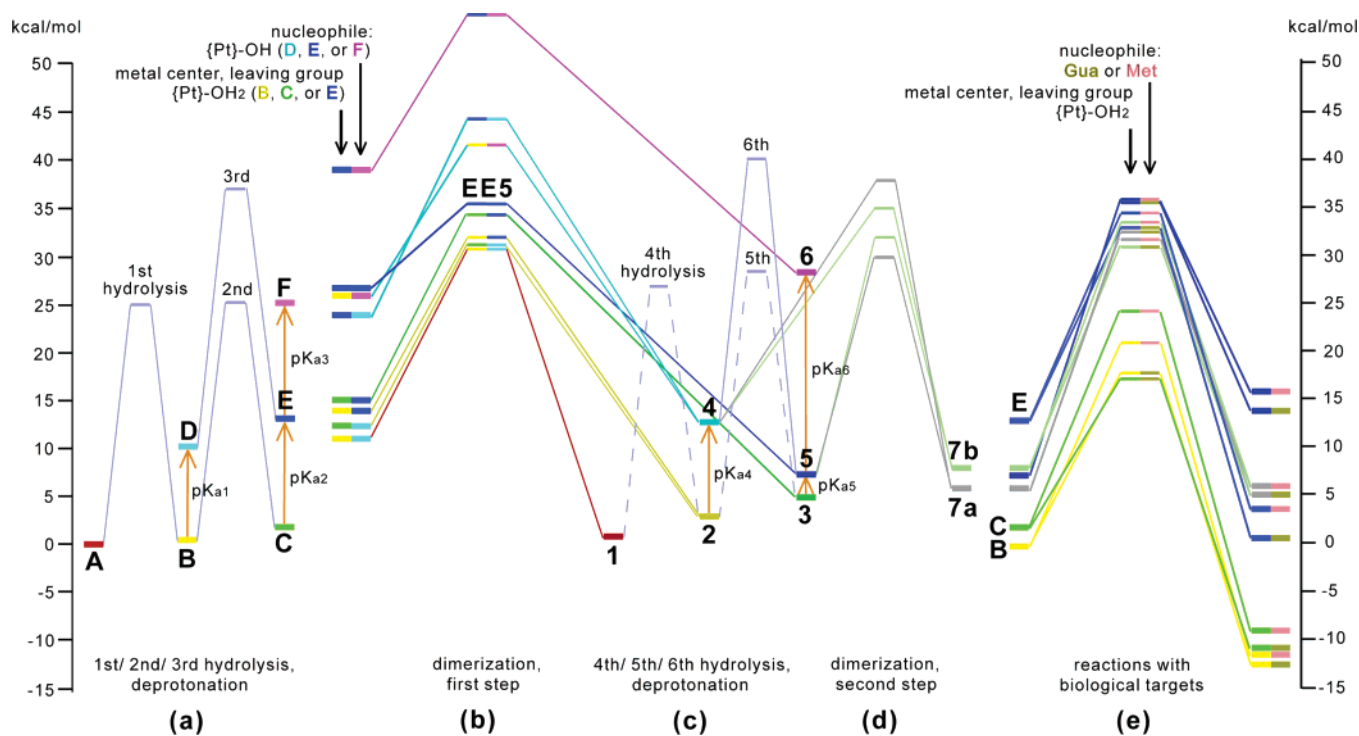 kcal/mol
50
45
40
35
30
25
20
15
10
5
0
-5
-10
-15
nucleophile:
{Pt}-OH (D, E, or F)
metal center, leaving group
{Pt}-OH2 (B, C, or E)
nucleophile:
Gua or Met
metal center, leaving group
{Pt}-OH2
kcal/mol
50
45
40
35
30
25
20
15
10
5
0
-5
-10
-15
1st
hydrolysis
3rd
2nd
A
B
C
D
E
F
pKa1
pKa2
pKa3
EE5
1
2
3
4
5
6
4th
hydrolysis
5th
6th
pKa4
pKa5
pKa6
7b
7a
E
C
B
1st/ 2nd/ 3rd hydrolysis,
deprotonation
dimerization,
first step
4th/ 5th/ 6th hydrolysis,
deprotonation
dimerization,
second step
reactions with
biological targets
(a)
(b)
(c)
(d)
(e)